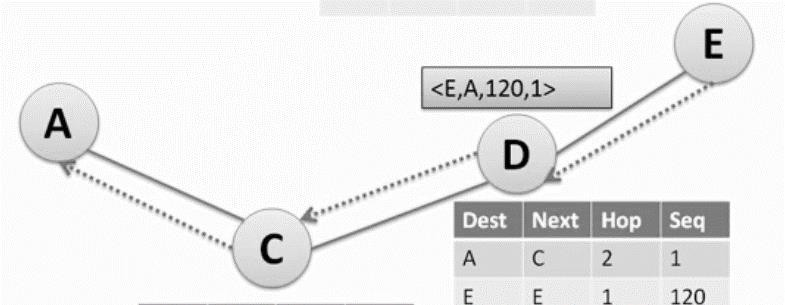 E
<E,A,120,1>
A
D
C
Dest Next Hop Seq
A C 2 1
E E 1 120